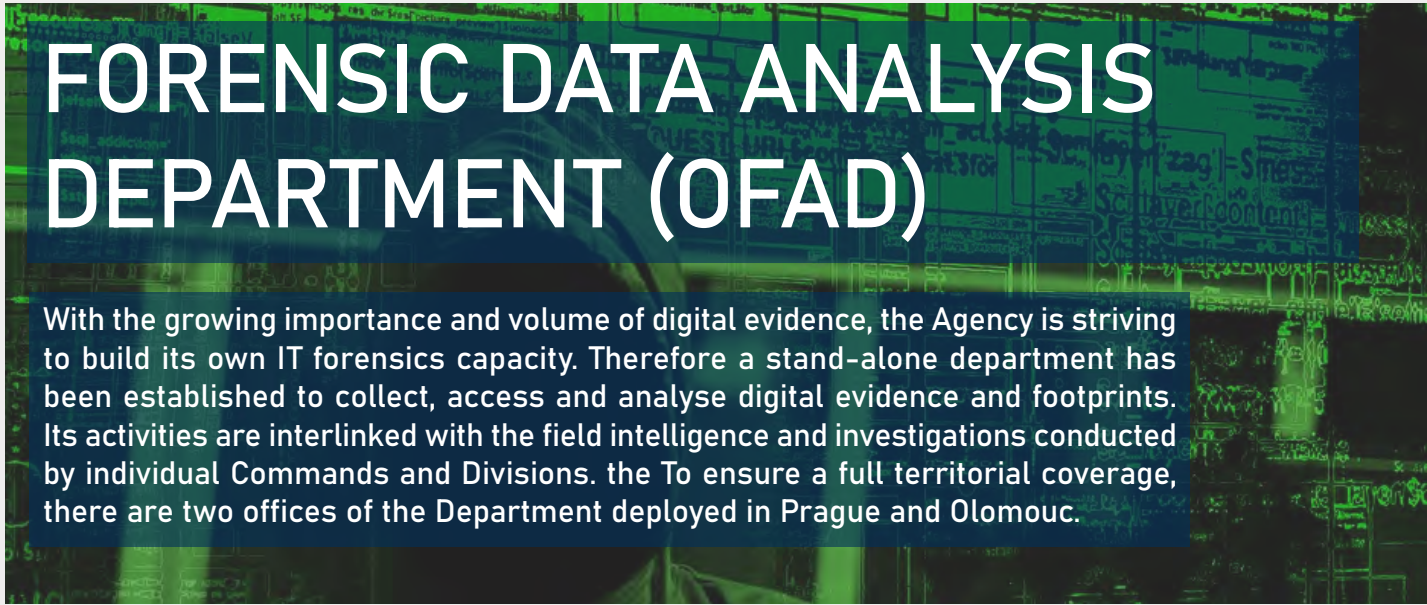 FORENSIC DATA ANALYSIS
DEPARTMENT (OFAD)
With the growing importance and volume of digital evidence, the Agency is striving
to build its own IT forensics capacity. Therefore a stand-alone department has
been established to collect, access and analyse digital evidence and footprints.
Its activities are interlinked with the field intelligence and investigations conducted
by individual Commands and Divisions. the To ensure a full territorial coverage,
there are two offices of the Department deployed in Prague and Olomouc.